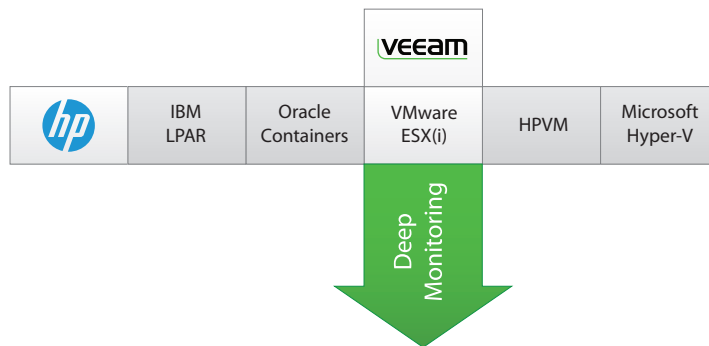 veeam
hp
IBM
LPAR
Oracle
Containers
VMware
ESX(i)
HPVM
Microsoft
Hyper-V
Deep
Monitoring